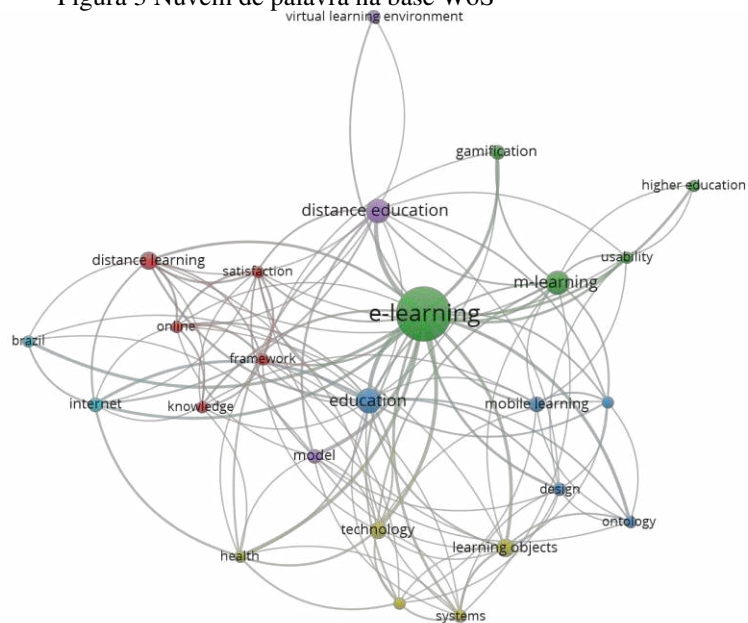 Figura 3 Nuvem de palavra na base WoS
virtual learning environment
gamification
higher education
distance education
distance learning
satisfaction
usability
m-learning
e-learning
online
brazil
framework
internet
knowledge
education
mobile learning
model
design
ontology
technology
learning objects
health
systems